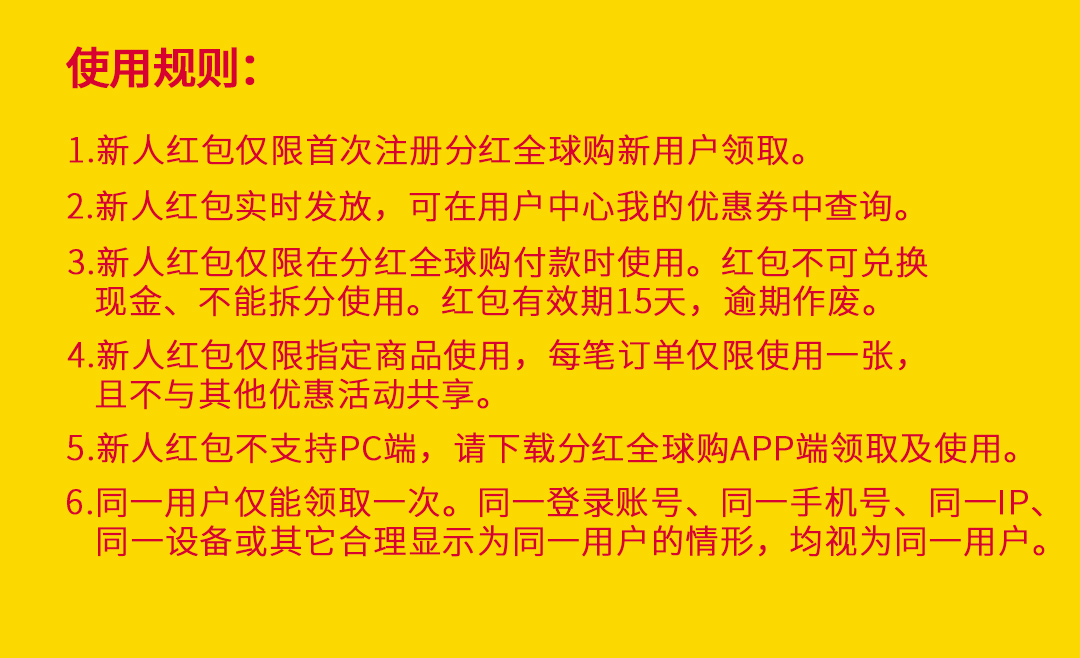 使用规则：
1.新人红包仅限首次注册分红全球购新用户领取。
2.新人红包实时发放，可在用户中心我的优惠券中查询。
3.新人红包仅限在分红全球购付款时使用。红包不可兑换
现金、不能拆分使用。红包有效期15天，逾期作废。
4.新人红包仅限指定商品使用，每笔订单仅限使用一张，
且不与其他优惠活动共享。
5.新人红包不支持PC端，请下载分红全球购APP端领取及使用。
6.同一用户仅能领取一次。同一登录账号、同一手机号、同一IP、
同一设备或其它合理显示为同一用户的情形，均视为同一用户。